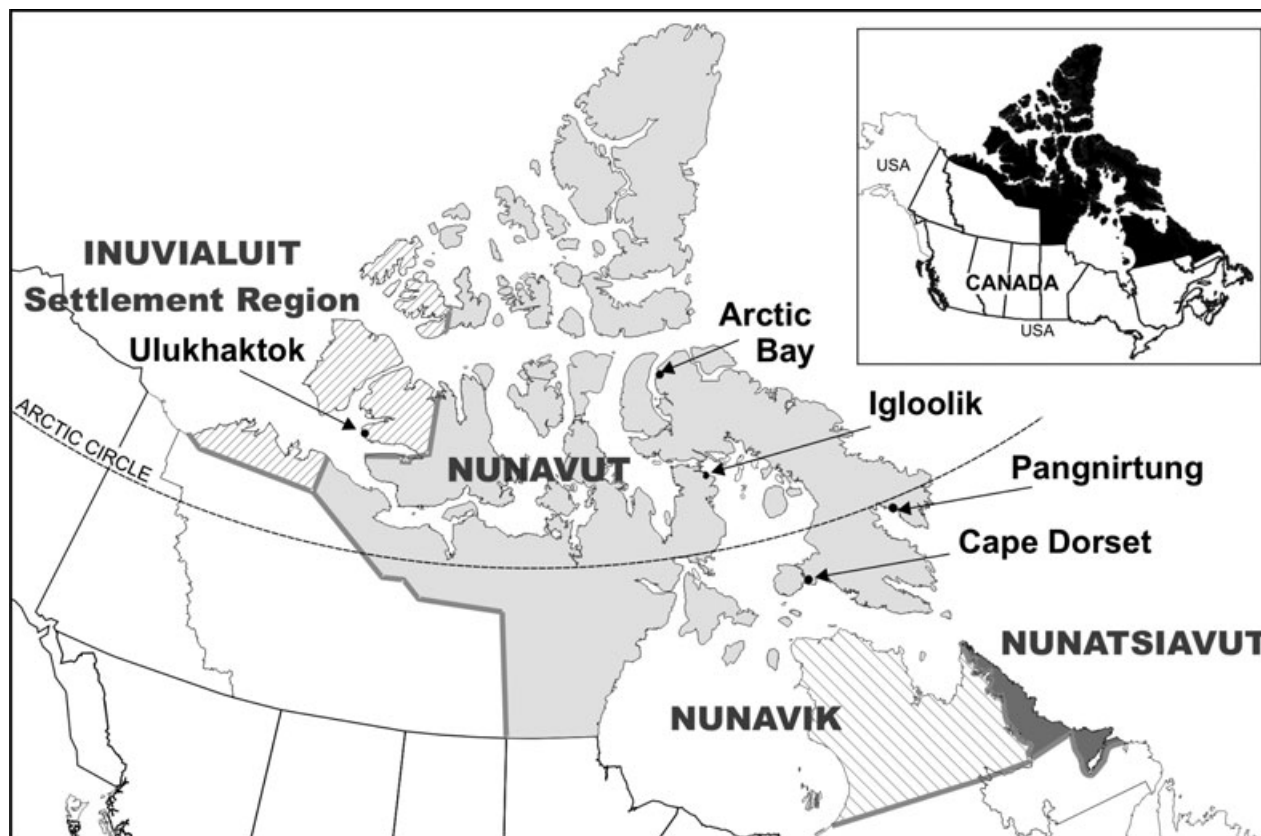 INUVIALUIT
Settlement Region
Ulukhaktok
ARCTIC CIRCLE
NUNAVUT
Arctic
Bay
Igloolik
Pangnirtung
Cape Dorset
NUNATSIAVUT
NUNAVIK
USA
CANADA
USA